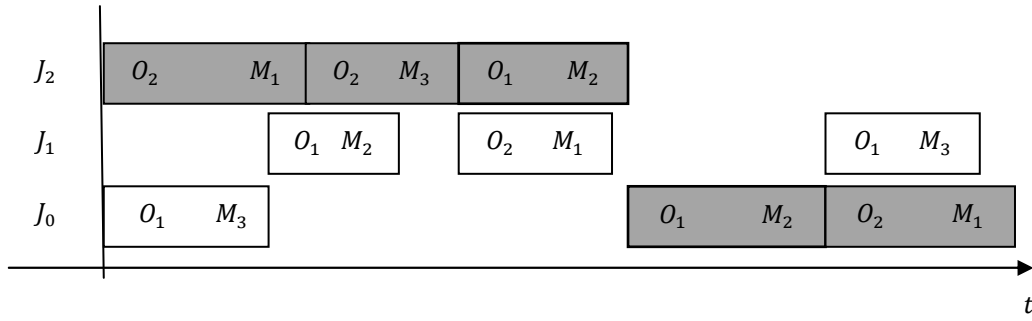 J₂ O₂ M₁ O₂ M₃ O₁ M₂
J₁ O₁ M₂ O₂ M₁ O₁ M₃
J₀ O₁ M₃ O₁ M₂ O₂ M₁
t